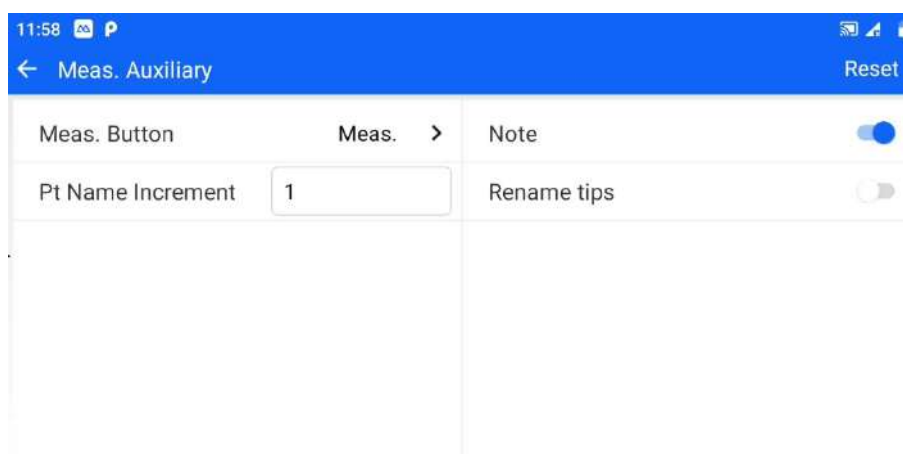 11:58 P
← Meas. Auxiliary Reset
Meas. Button Meas. > Note
Pt Name Increment 1 Rename tips